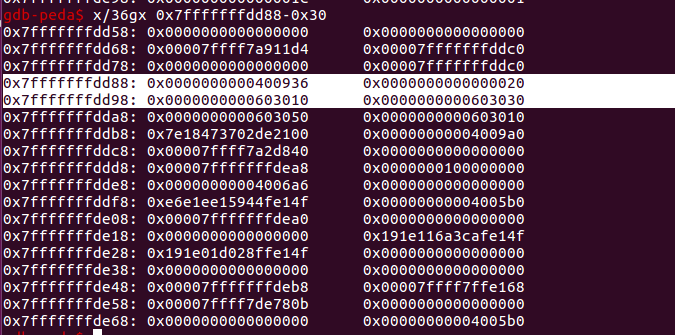 gdb-peda$ x/36gx 0x7fffffffdd88-0x30
0x7fffffffdd58: 0x0000000000000000 0x0000000000000000
0x7fffffffdd68: 0x00007ffff7a911d4 0x00007fffffffddc0
0x7fffffffdd78: 0x0000000000000000 0x00007fffffffddc0
0x7fffffffdd88: 0x0000000000400936 0x0000000000000020
0x7fffffffdd98: 0x0000000000603010 0x0000000000603030
0x7fffffffdda8: 0x0000000000603050 0x0000000000603010
0x7fffffffddb8: 0x7e18473702de2100 0x00000000004009a0
0x7fffffffddc8: 0x00007ffff7a2d840 0x0000000000000000
0x7fffffffddd8: 0x00007fffffffdea8 0x0000000100000000
0x7fffffffdde8: 0x00000000004006a6 0x0000000000000000
0x7fffffffddf8: 0xe6e1ee15944fe14f 0x00000000004005b0
0x7fffffffde08: 0x00007fffffffdea0 0x0000000000000000
0x7fffffffde18: 0x0000000000000000 0x191e116a3cafe14f
0x7fffffffde28: 0x191e01d028ffe14f 0x0000000000000000
0x7fffffffde38: 0x0000000000000000 0x0000000000000000
0x7fffffffde48: 0x00007fffffffdeb8 0x00007ffff7ffe168
0x7fffffffde58: 0x00007ffff7de780b 0x0000000000000000
0x7fffffffde68: 0x0000000000000000 0x00000000004005b0